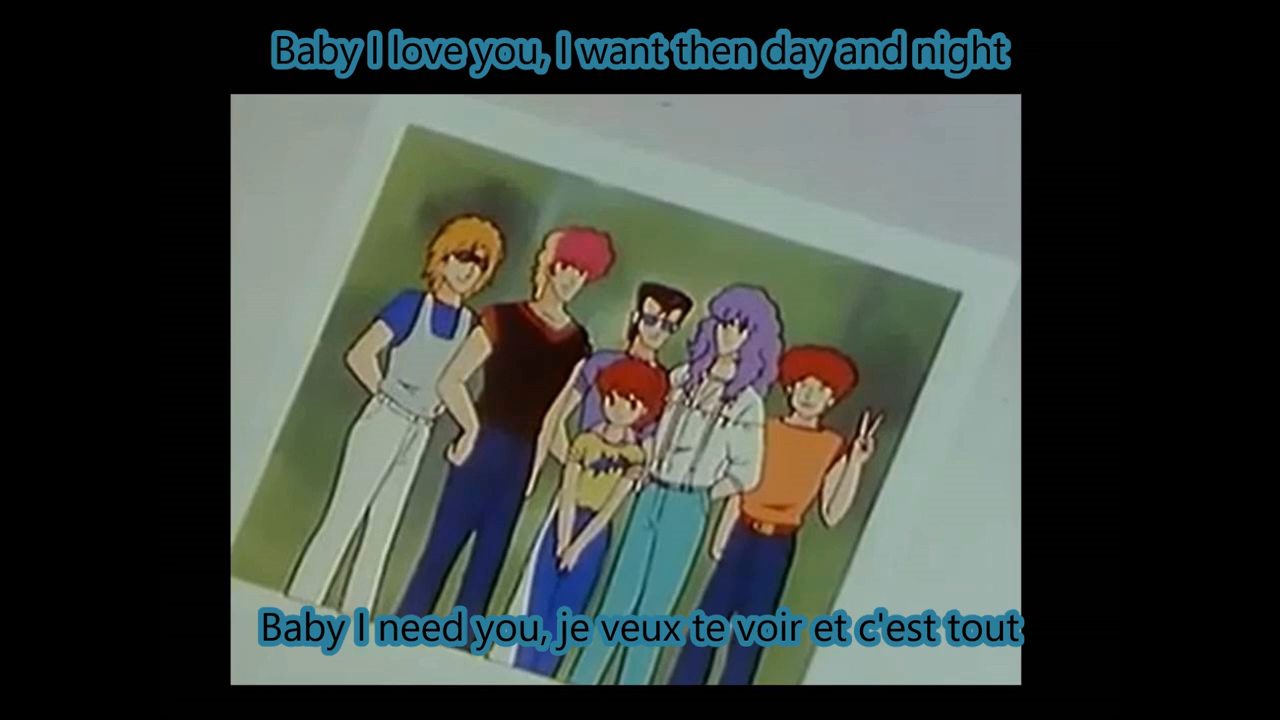 Baby I love you, I want then day and night
Baby I need you, je veux te voir et c'est tout